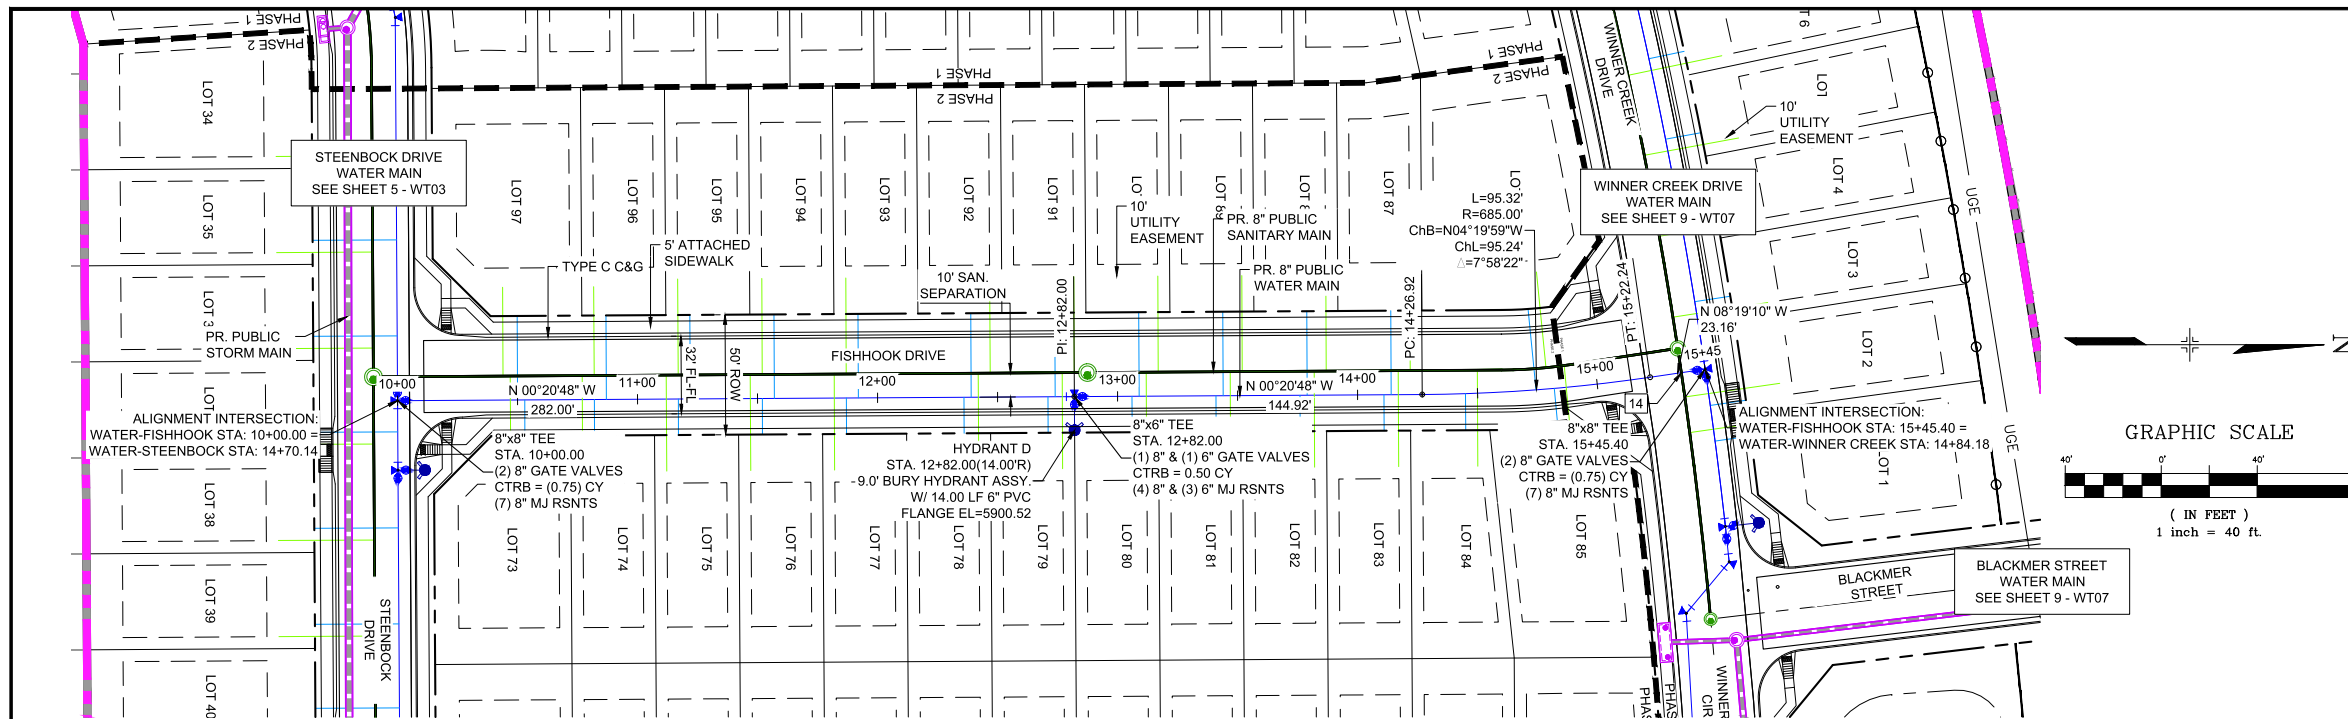 PHASE 1
PHASE 2
PHASE 1
PHASE 2
PHASE 1
PHASE 2
LOT 34
LOT 35
LOT 38
LOT 39
LOT 40
STEENBOCK DRIVE
WATER MAIN
SEE SHEET 5 - WT03
PR. PUBLIC
STORM MAIN
ALIGNMENT INTERSECTION:
WATER-FISHHOOK STA: 10+00.00 =
WATER-STEENBOCK STA: 14+70.14
STEENBOCK
DRIVE
LOT 97
LOT 96
LOT 95
LOT 94
LOT 93
LOT 92
LOT 91
LOT 87
TYPE C C&G
5' ATTACHED
SIDEWALK
10' SAN.
SEPARATION
10'
UTILITY
EASEMENT
PR. 8" PUBLIC
SANITARY MAIN
PR. 8" PUBLIC
WATER MAIN
L=95.32'
R=685.00'
ChB=N04°19'59"W
ChL=95.24'
△=7°58'22"
PI: 12+82.00
PC: 14+26.92
PT: 15+22.24
FISHHOOK DRIVE
32' FL-FL
50' ROW
10+00
11+00
12+00
13+00
14+00
15+00
15+45
N 00°20'48" W
282.00'
N 00°20'48" W
144.92'
N 08°19'10" W
23.16'
14
8"x8" TEE
STA. 10+00.00
(2) 8" GATE VALVES
CTRB = (0.75) CY
(7) 8" MJ RSNTS
HYDRANT D
STA. 12+82.00(14.00'R)
9.0' BURY HYDRANT ASSY.
W/ 14.00 LF 6" PVC
FLANGE EL=5900.52
8"x6" TEE
STA. 12+82.00
(1) 8" & (1) 6" GATE VALVES
CTRB = 0.50 CY
(4) 8" & (3) 6" MJ RSNTS
8"x8" TEE
STA. 15+45.40
(2) 8" GATE VALVES
CTRB = (0.75) CY
(7) 8" MJ RSNTS
ALIGNMENT INTERSECTION:
WATER-FISHHOOK STA: 15+45.40 =
WATER-WINNER CREEK STA: 14+84.18
LOT 73
LOT 74
LOT 75
LOT 76
LOT 77
LOT 78
LOT 79
LOT 80
LOT 81
LOT 82
LOT 83
LOT 84
LOT 85
WINNER CREEK
DRIVE
WINNER CREEK DRIVE
WATER MAIN
SEE SHEET 9 - WT07
10'
UTILITY
EASEMENT
LOT 4
LOT 3
LOT 2
LOT 1
UGE
UGE
BLACKMER
STREET
BLACKMER STREET
WATER MAIN
SEE SHEET 9 - WT07
WINNER
N
GRAPHIC SCALE
40'
0'
40'
( IN FEET )
1 inch = 40 ft.